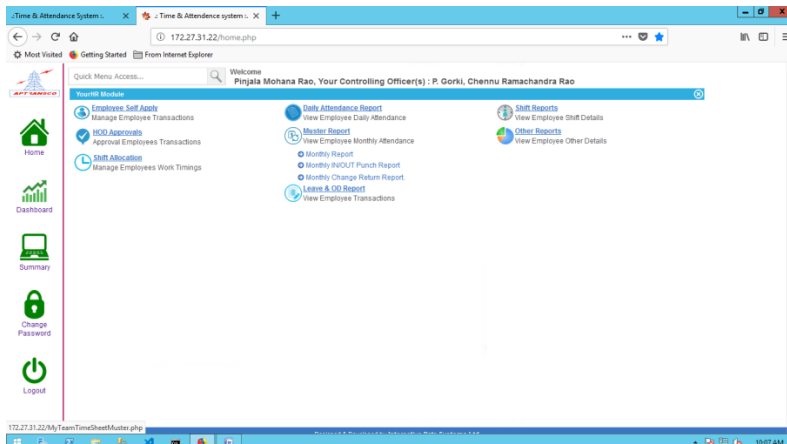 .:Time & Attendance System :.
.: Time & Attendence system :.
172.27.31.22/home.php
Most Visited
Getting Started
From Internet Explorer
APTRANSCO
Quick Menu Access...
Welcome
Pinjala Mohana Rao, Your Controlling Officer(s) : P. Gorki, Chennu Ramachandra Rao
YourHR Module
Employee Self Apply
Manage Employee Transactions
HOD Approvals
Approval Employees Transactions
Shift Allocation
Manage Employees Work Timings
Daily Attendance Report
View Employee Daily Attendance
Muster Report
View Employee Monthly Attendance
Monthly Report
Monthly IN/OUT Punch Report
Monthly Change Return Report
Leave & OD Report
View Employee Transactions
Shift Reports
View Employee Shift Details
Other Reports
View Employee Other Details
Home
Dashboard
Summary
Change
Password
Logout
172.27.31.22/MyTeamTimeSheetMuster.php
10:07 AM